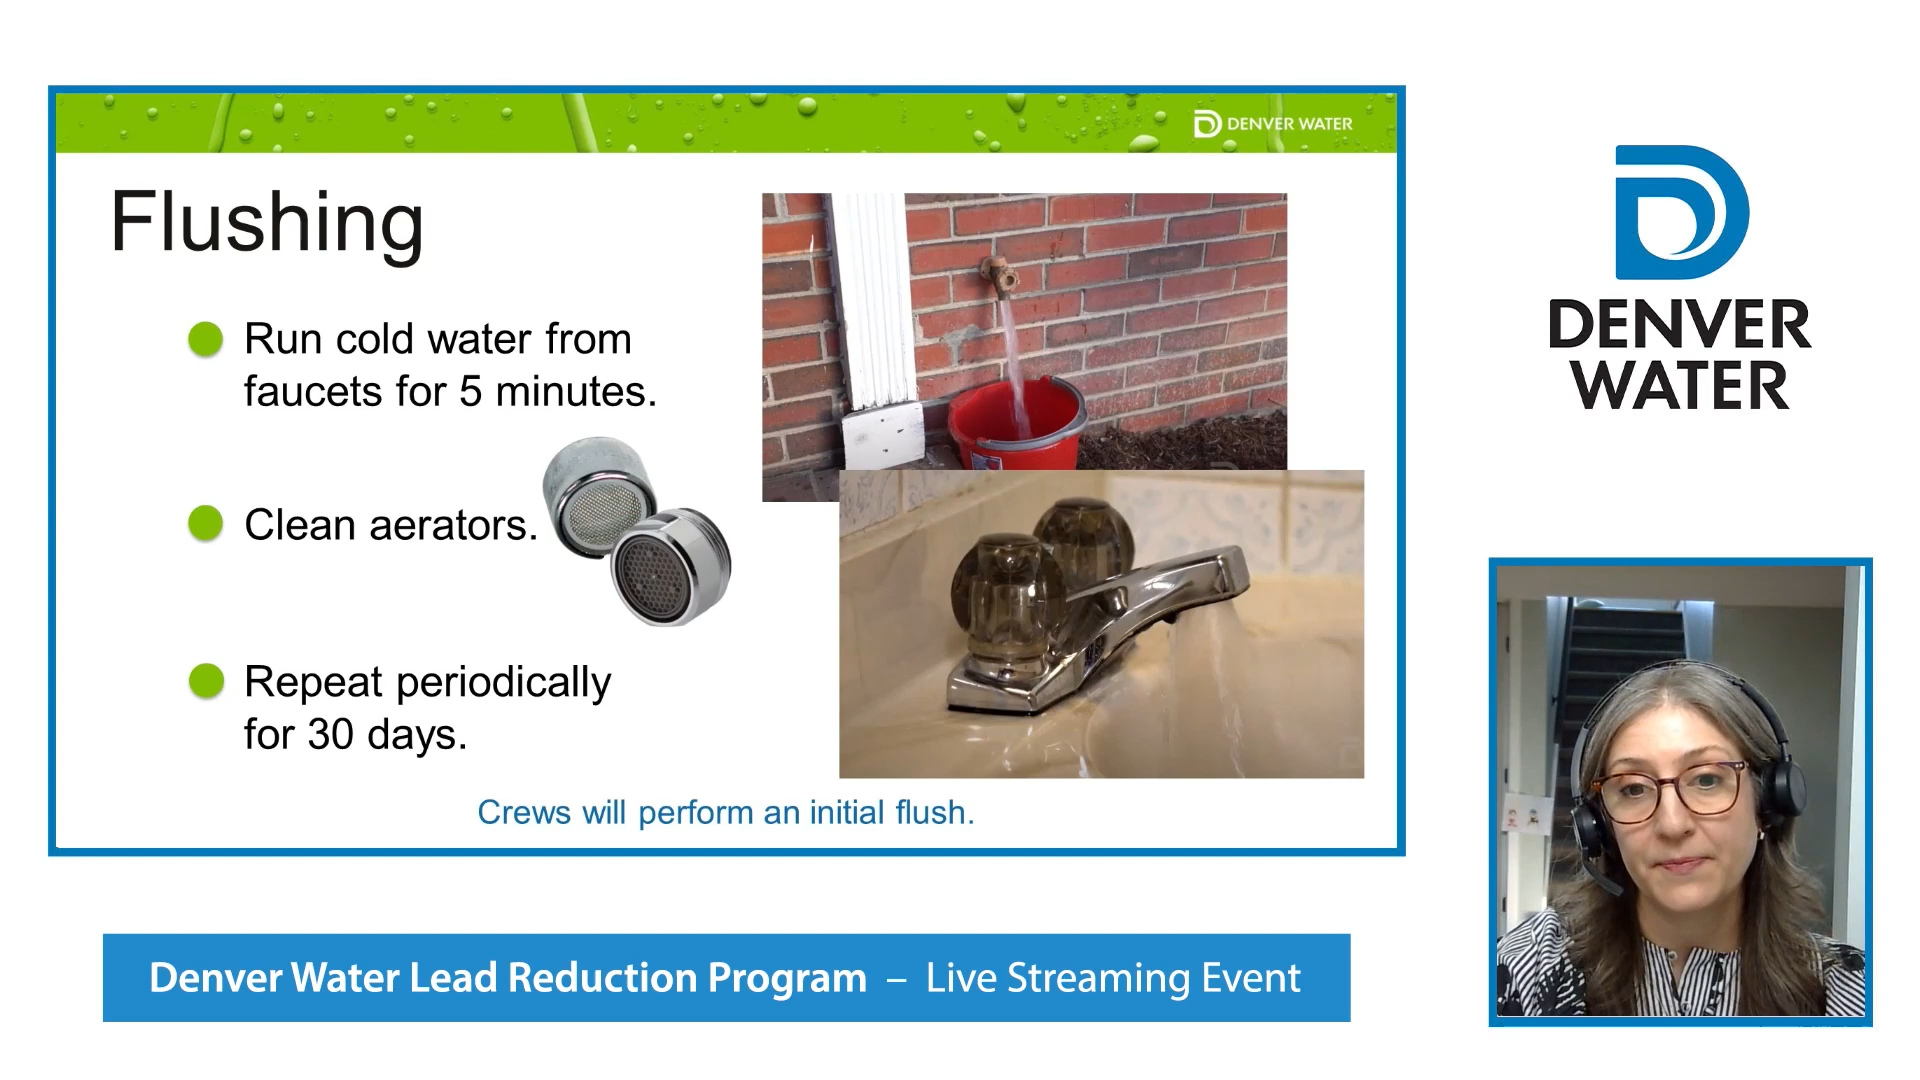 DENVER WATER
Flushing
Run cold water from
faucets for 5 minutes.
Clean aerators.
Repeat periodically
for 30 days.
Crews will perform an initial flush.
DENVER
WATER
Denver Water Lead Reduction Program – Live Streaming Event